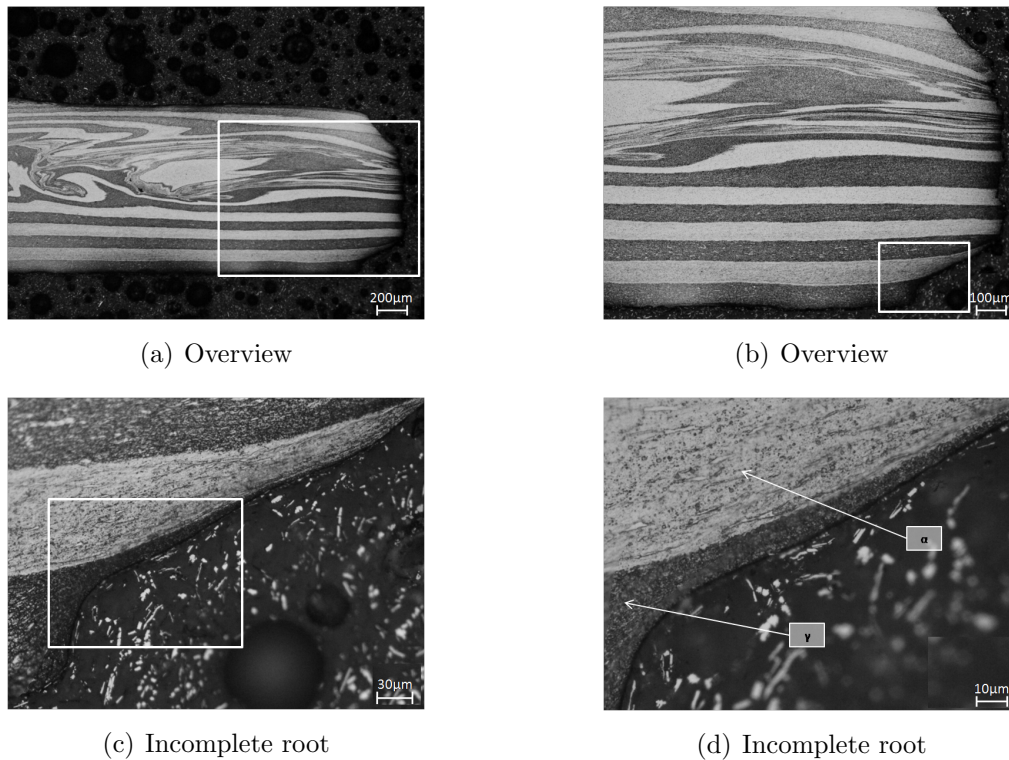 200μm
100μm
(a) Overview
(b) Overview
α
γ
30μm
10μm
(c) Incomplete root
(d) Incomplete root